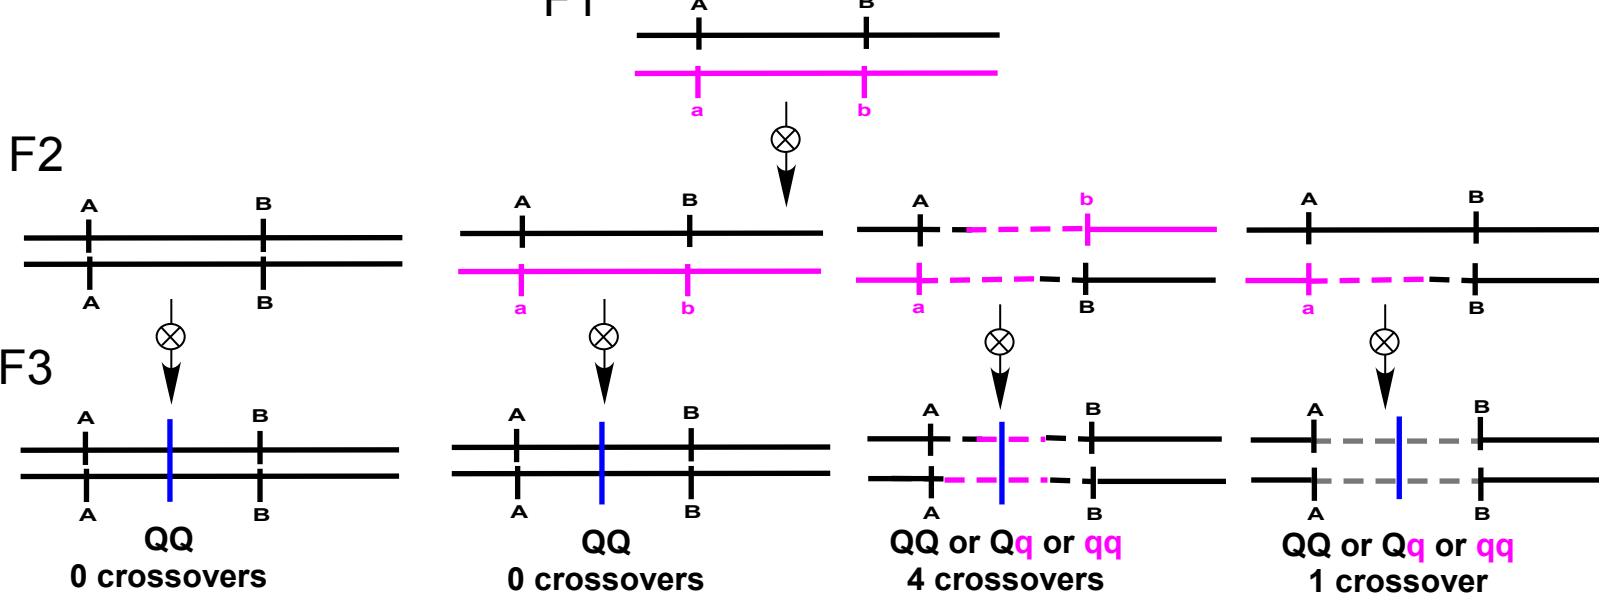 F1
A B
a b
F2
A B
A B
A b
A B
A B
a b
a B
a B
F3
A B
A B
A B
A B
A B
A B
A B
A B
QQ
0 crossovers
QQ
0 crossovers
QQ or Qq or qq
4 crossovers
QQ or Qq or qq
1 crossover